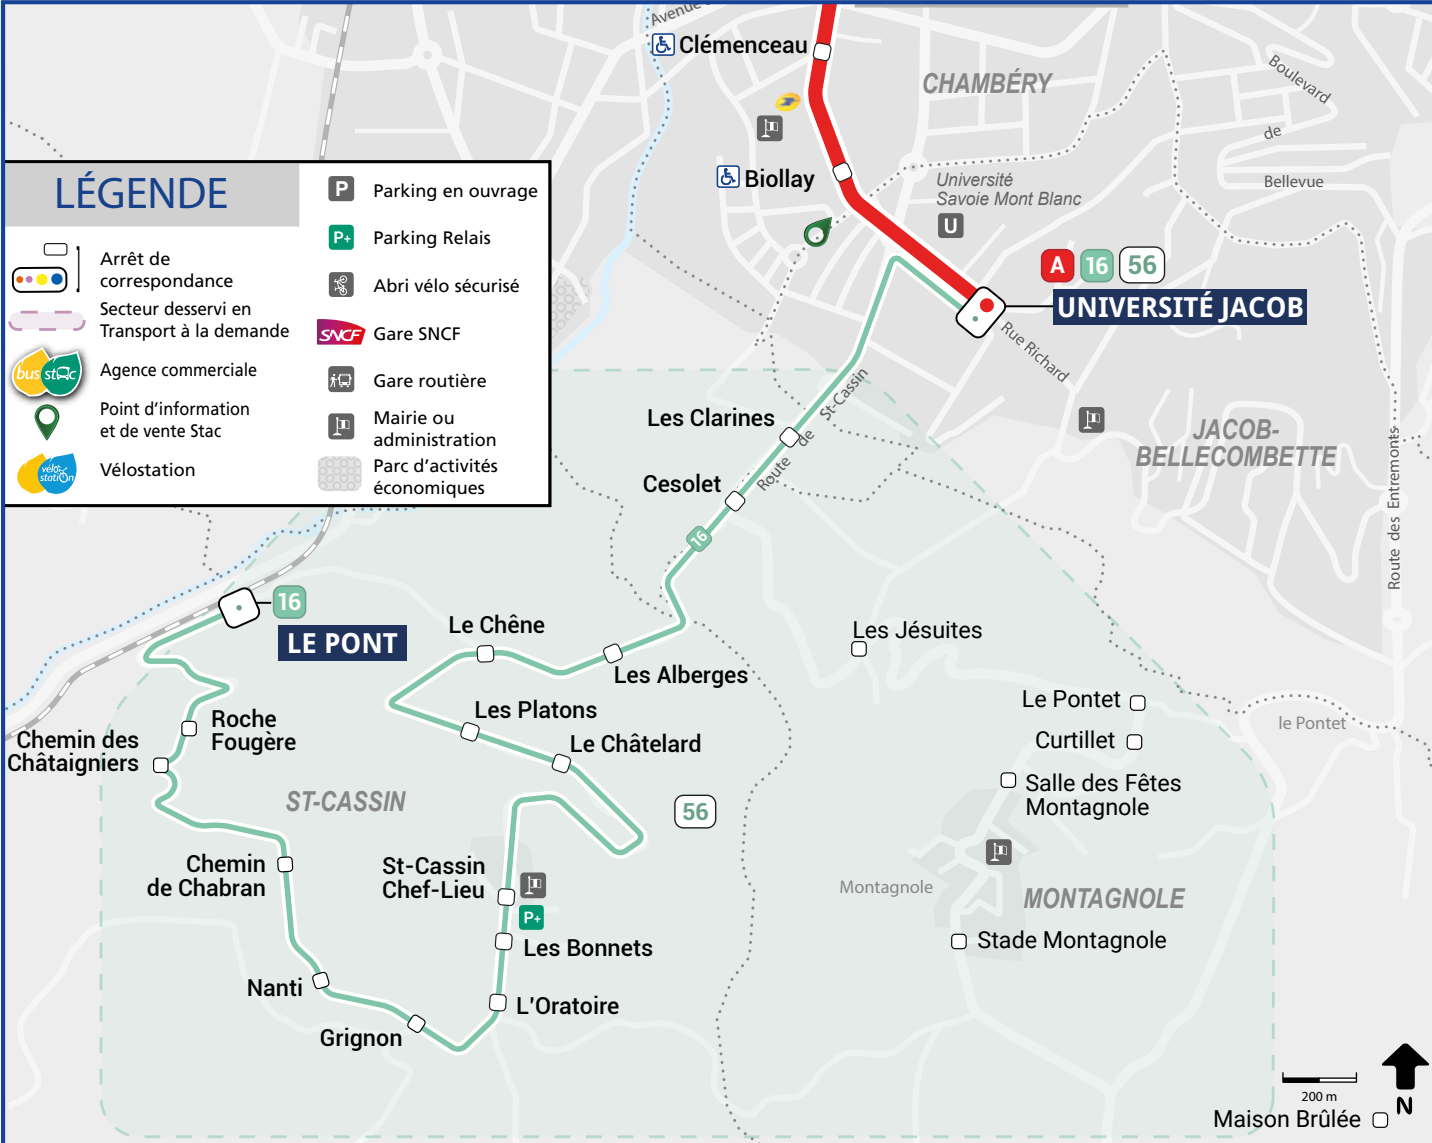 Avenue
Clémenceau
CHAMBÉRY
Boulevard
de
Bellevue
Biollay
Université
Savoie Mont Blanc
U
A 16 56
UNIVERSITÉ JACOB
Rue Richard
LÉGENDE
Arrêt de
correspondance
Secteur desservi en
Transport à la demande
bus stac
Agence commerciale
Point d'information
et de vente Stac
vélo
station
Vélostation
P
Parking en ouvrage
P+
Parking Relais
Abri vélo sécurisé
SNCF
Gare SNCF
Gare routière
Mairie ou
administration
Parc d'activités
économiques
Les Clarines
Route de St-Cassin
Cesolet
16
JACOB-
BELLECOMBETTE
Route des Entremonts
16
LE PONT
Le Chêne
Les Alberges
Les Jésuites
Les Platons
Le Châtelard
Roche
Fougère
Chemin des
Châtaigniers
ST-CASSIN
56
Le Pontet
le Pontet
Curtillet
Salle des Fêtes
Montagnole
Chemin
de Chabran
St-Cassin
Chef-Lieu
P+
Les Bonnets
Montagnole
MONTAGNOLE
Stade Montagnole
Nanti
L'Oratoire
Grignon
200 m
N
Maison Brûlée